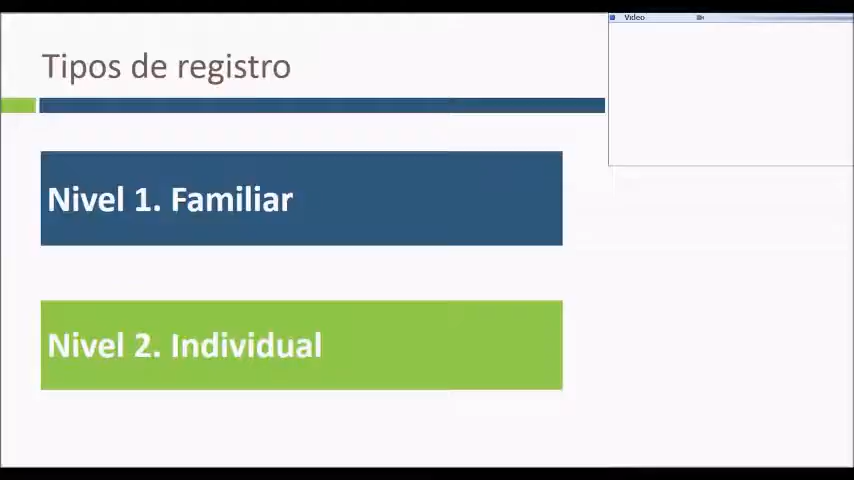 Tipos de registro
Video
Nivel 1. Familiar
Nivel 2. Individual